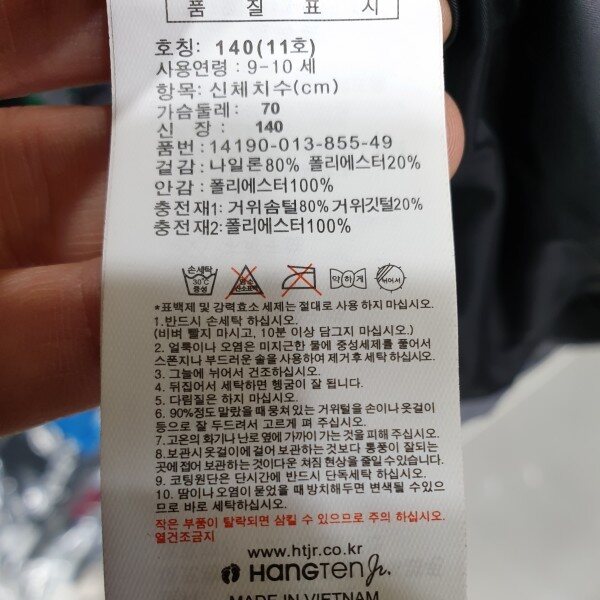 품 질 표 시
호칭: 140(11호)
사용연령 : 9-10 세
항목: 신체치수(cm)
가슴둘레: 70
신 장: 140
품번: 14190-013-855-49
겉감: 나일론80% 폴리에스터20%
안감: 폴리에스터100%
충전재1: 거위솜털80% 거위깃털20%
충전재2: 폴리에스터100%
손세탁 30℃ 중성
염소 산소표백
약하게
뉘어서
*표백제 및 강력효소 세제는 절대로 사용 하지 마십시오.
1.반드시 손세탁 하십시오.
(비벼 빨지 마시고, 10분 이상 담그지 마십시오.)
2. 얼룩이나 오염은 미지근한 물에 중성세제를 풀어서
스폰지나 부드러운 솔을 사용하여 제거후 세탁 하십시오.
3. 그늘에 뉘어서 건조하십시오.
4. 뒤집어서 세탁하면 헹굼이 잘 됩니다.
5. 다림질은 하지 마십시오.
6. 90%정도 말랐을 때 뭉쳐 있는 거위털을 손이나 옷걸이
등으로 잘 두드려서 고르게 펴 주십시오.
7.고온의 화기나 난로 옆에 가까이 가는 것을 피해 주십시오.
8.보관시 옷걸이에 걸어 보관하는 것보다 통풍이 잘되는
곳에 접어 보관하는 것이 다운 쳐짐 현상을 줄일 수 있습니다.
9. 코팅원단은 단시간에 반드시 단독세탁 하십시오.
10. 땀이나 오염이 묻었을 때 방치해두면 변색될 수 있으
므로 바로 세탁하십시오.
작은 부품이 탈락되면 삼킬 수 있으므로 주의 하십시오.
열건조금지
www.htjr.co.kr
HANGTEN Jr.
MADE IN VIETNAM